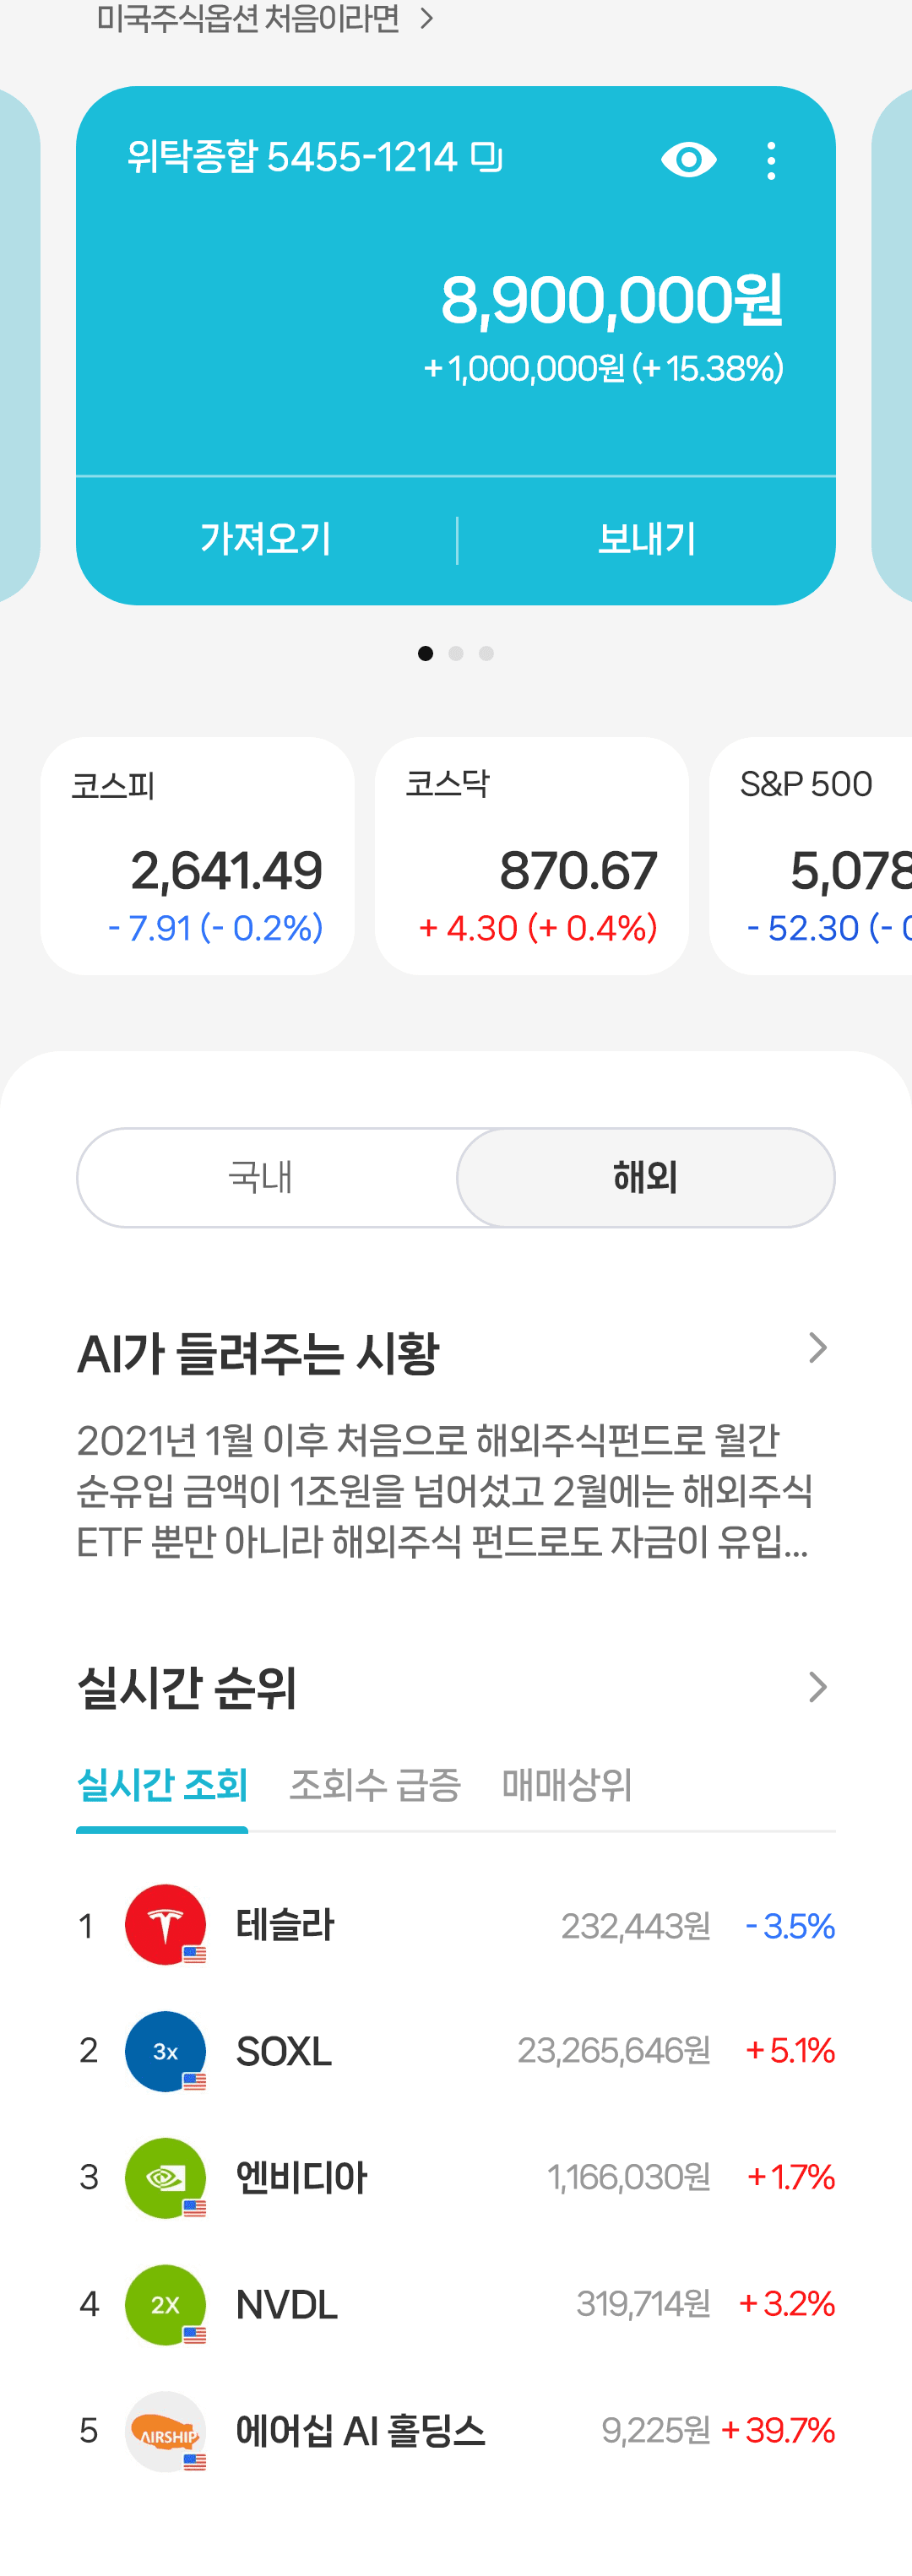 미국주식옵션 처음이라면
위탁종합 5455-1214
8,900,000원
+1,000,000원 (+15.38%)
가져오기 보내기
코스피 코스닥 S&P 500
2,641.49 870.67 5,078
- 7.91 (- 0.2%) + 4.30 (+ 0.4%) - 52.30 (-
국내 해외
AI가 들려주는 시황
2021년 1월 이후 처음으로 해외주식펀드로 월간
순유입 금액이 1조원을 넘어섰고 2월에는 해외주식
ETF 뿐만 아니라 해외주식 펀드로도 자금이 유입...
실시간 순위
실시간 조회 조회수 급증 매매상위
1 테슬라 232,443원 - 3.5%
2 3x SOXL 23,265,646원 + 5.1%
3 엔비디아 1,166,030원 +1.7%
4 2X NVDL 319,714원 + 3.2%
5 AIRSHIP 에어십 AI 홀딩스 9,225원 + 39.7%